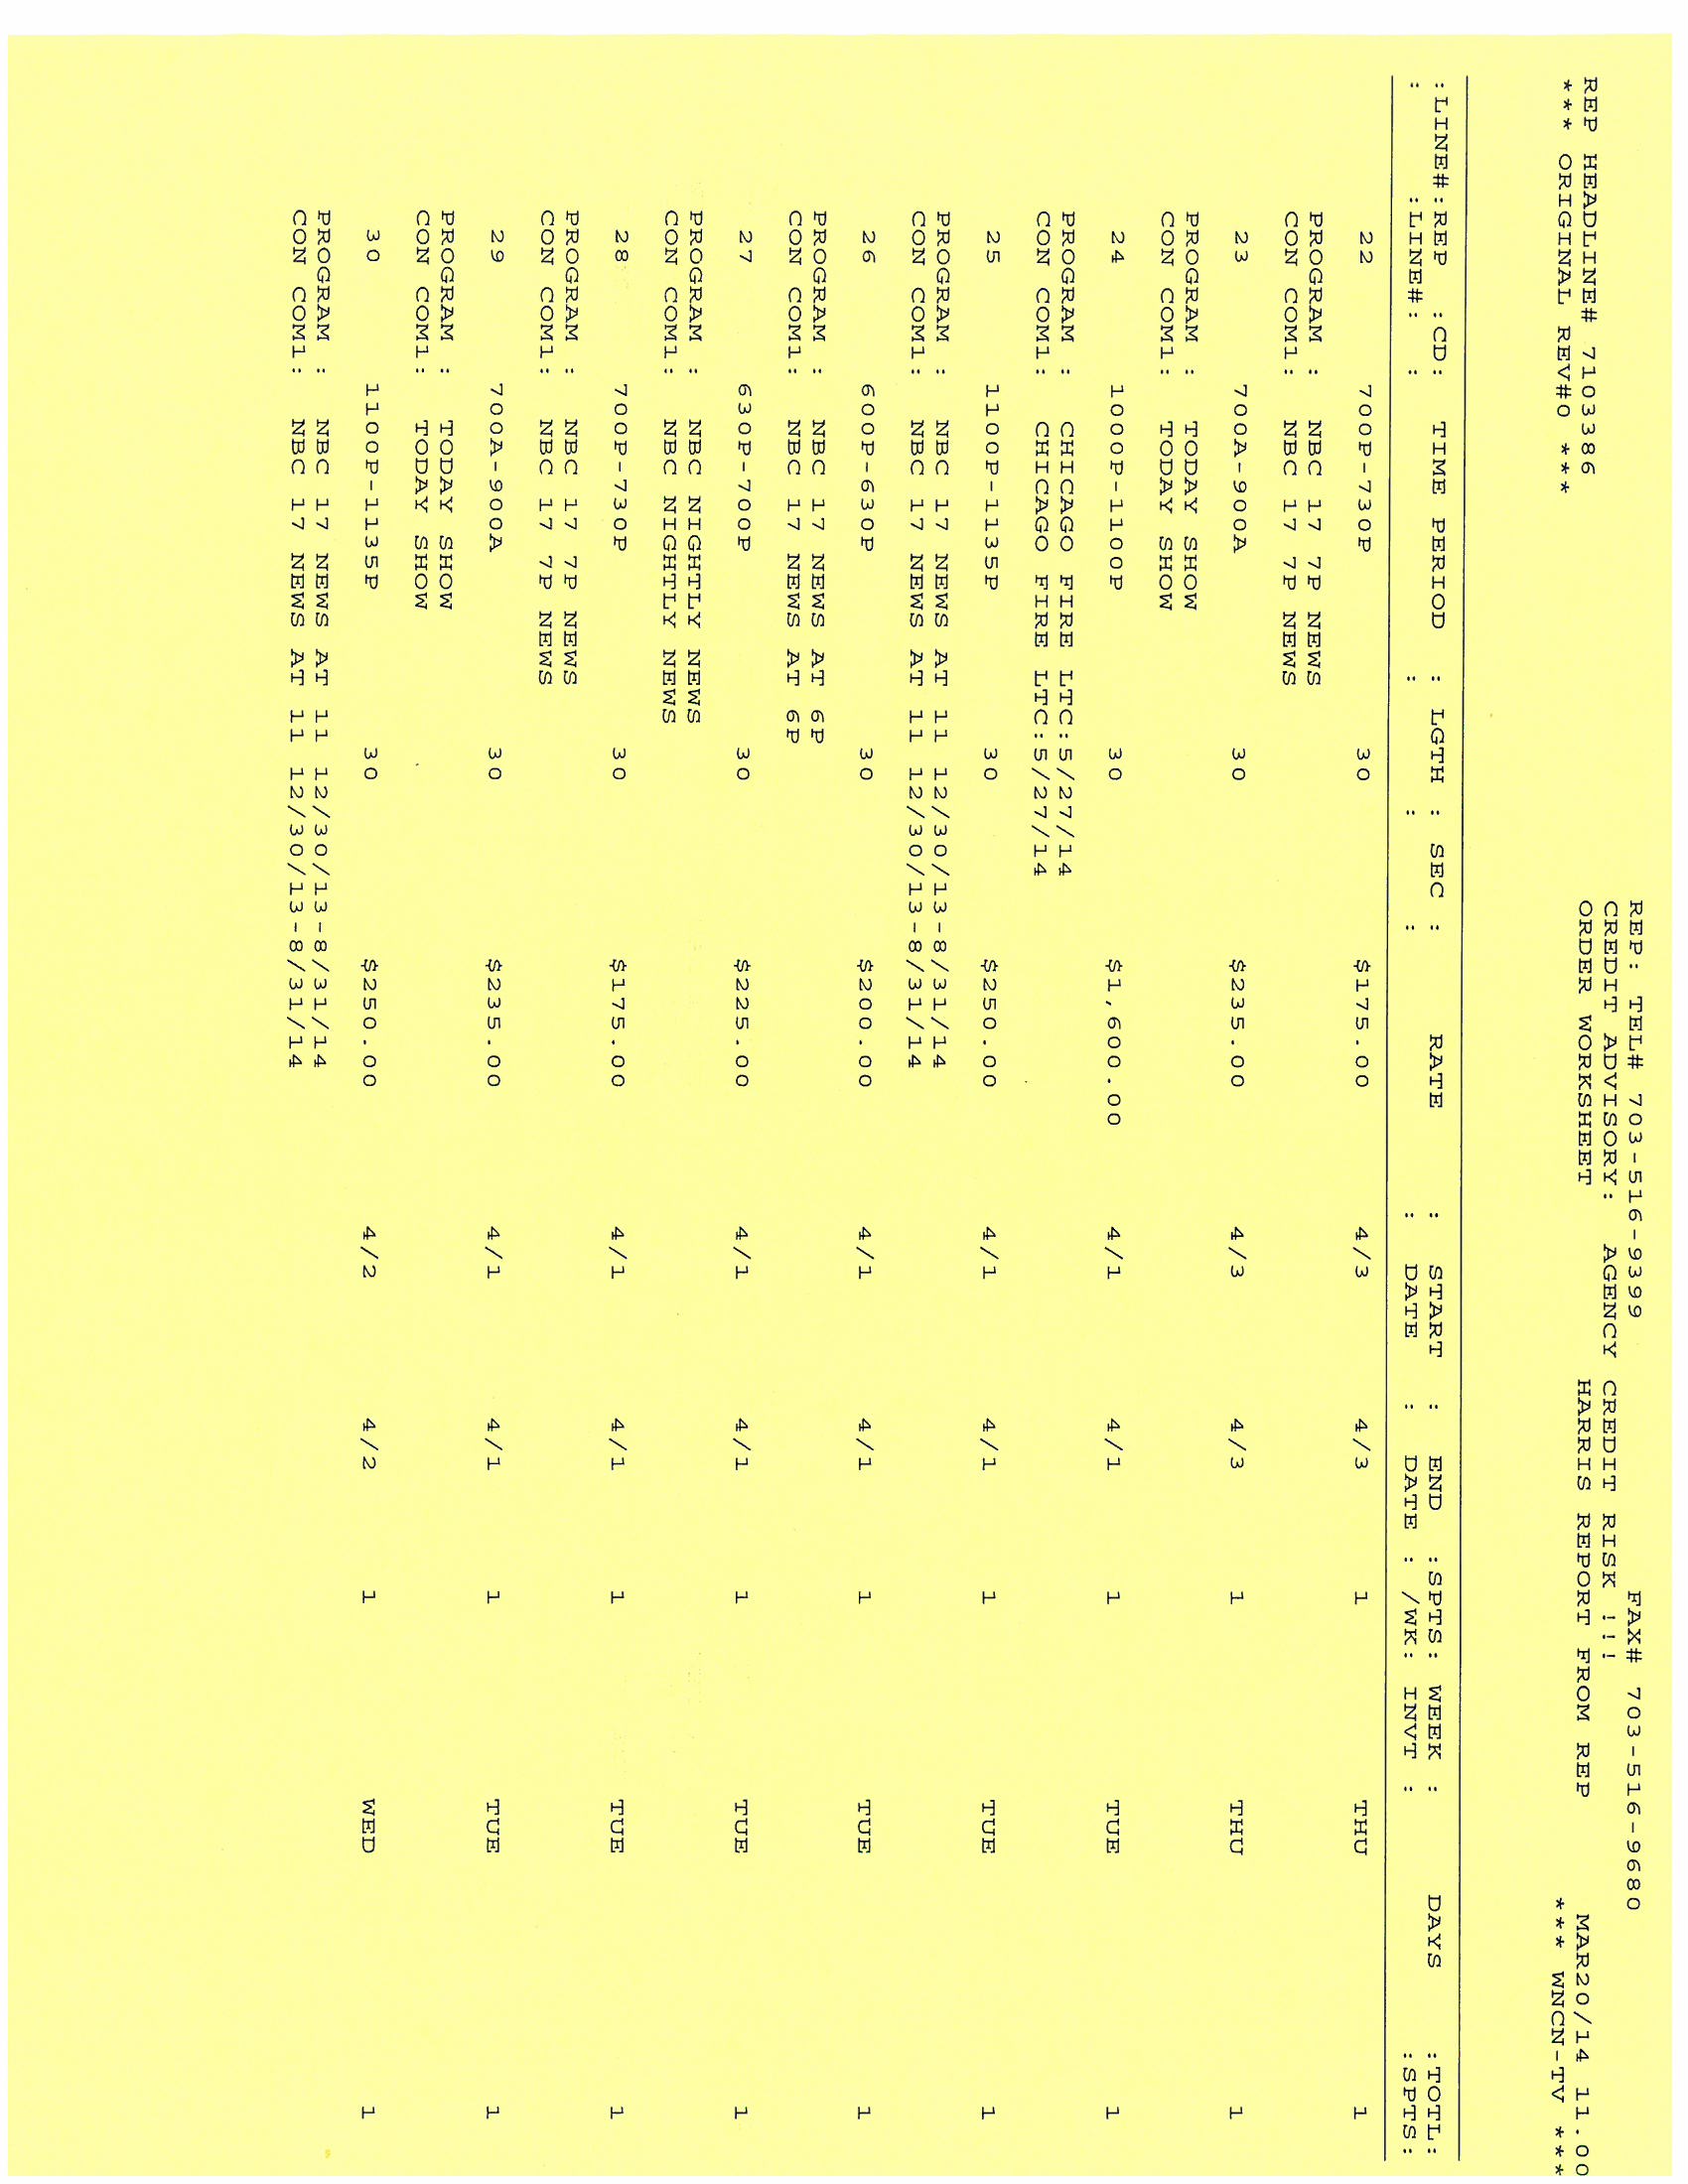 REP: TEL# 703-516-9399 FAX# 703-516-9680
CREDIT ADVISORY: AGENCY CREDIT RISK !!!
REP HEADLINE# 7103386 ORDER WORKSHEET HARRIS REPORT FROM REP MAR20/14 11.00
*** ORIGINAL REV#0 *** *** WNCN-TV ***
:LINE#:REP :CD: TIME PERIOD : LGTH : SEC : RATE : START : END :SPTS: WEEK : DAYS :TOTL:
: :LINE#: : : : : : DATE : DATE : /WK: INVT : :SPTS:
22 700P-730P 30 $175.00 4/3 4/3 1 THU 1
PROGRAM : NBC 17 7P NEWS
CON COM1: NBC 17 7P NEWS
23 700A-900A 30 $235.00 4/3 4/3 1 THU 1
PROGRAM : TODAY SHOW
CON COM1: TODAY SHOW
24 1000P-1100P 30 $1,600.00 4/1 4/1 1 TUE 1
PROGRAM : CHICAGO FIRE LTC:5/27/14
CON COM1: CHICAGO FIRE LTC:5/27/14
25 1100P-1135P 30 $250.00 4/1 4/1 1 TUE 1
PROGRAM : NBC 17 NEWS AT 11 12/30/13-8/31/14
CON COM1: NBC 17 NEWS AT 11 12/30/13-8/31/14
26 600P-630P 30 $200.00 4/1 4/1 1 TUE 1
PROGRAM : NBC 17 NEWS AT 6P
CON COM1: NBC 17 NEWS AT 6P
27 630P-700P 30 $225.00 4/1 4/1 1 TUE 1
PROGRAM : NBC NIGHTLY NEWS
CON COM1: NBC NIGHTLY NEWS
28 700P-730P 30 $175.00 4/1 4/1 1 TUE 1
PROGRAM : NBC 17 7P NEWS
CON COM1: NBC 17 7P NEWS
29 700A-900A 30 $235.00 4/1 4/1 1 TUE 1
PROGRAM : TODAY SHOW
CON COM1: TODAY SHOW
30 1100P-1135P 30 $250.00 4/2 4/2 1 WED 1
PROGRAM : NBC 17 NEWS AT 11 12/30/13-8/31/14
CON COM1: NBC 17 NEWS AT 11 12/30/13-8/31/14